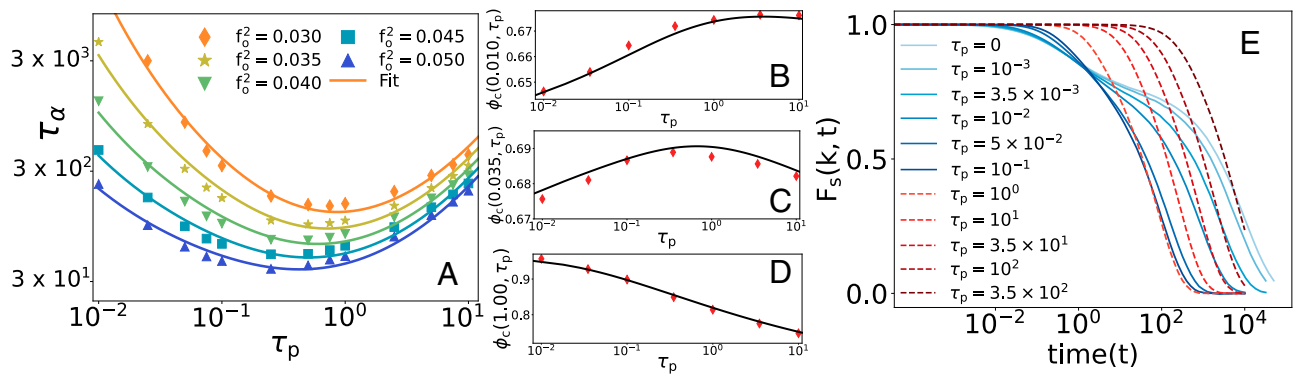 3 × 10³
3 × 10²
3 × 10¹
τ_α
f_o² = 0.030
f_o² = 0.035
f_o² = 0.040
f_o² = 0.045
f_o² = 0.050
Fit
A
10⁻² 10⁻¹ 10⁰ 10¹
τ_p
ϕ_c(0.010, τ_p)
0.67
0.66
0.65
B
10⁻² 10⁻¹ 10⁰ 10¹
τ_p
ϕ_c(0.035, τ_p)
0.69
0.68
0.67
C
10⁻² 10⁻¹ 10⁰ 10¹
τ_p
ϕ_c(1.00, τ_p)
0.9
0.8
D
10⁻² 10⁻¹ 10⁰ 10¹
τ_p
F_s(k, t)
1.0
0.5
0.0
E
τ_p = 0
τ_p = 10⁻³
τ_p = 3.5 × 10⁻³
τ_p = 10⁻²
τ_p = 5 × 10⁻²
τ_p = 10⁻¹
τ_p = 10⁰
τ_p = 10¹
τ_p = 3.5 × 10¹
τ_p = 10²
τ_p = 3.5 × 10²
10⁻² 10⁰ 10² 10⁴
time(t)